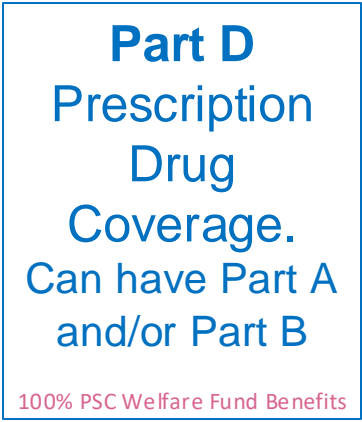 Part D
Prescription
Drug
Coverage.
Can have Part A
and/or Part B
100% PSC Welfare Fund Benefits